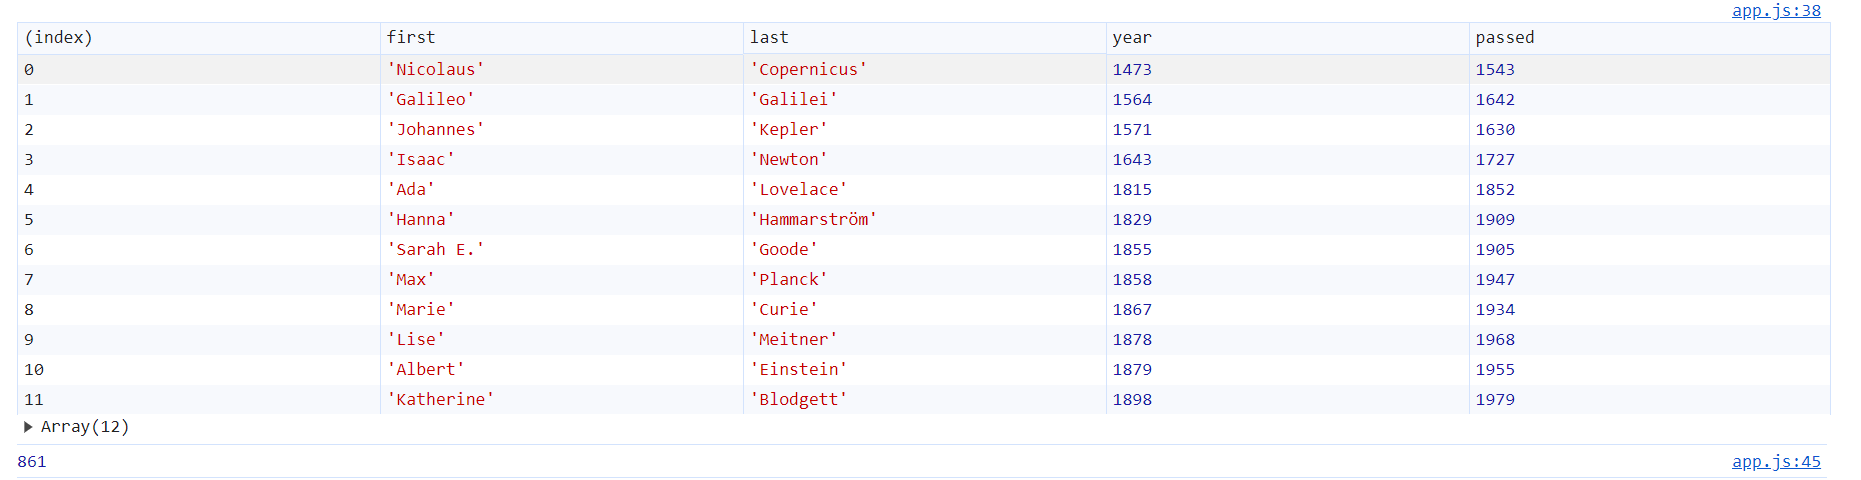 app.js:38
(index) first last year passed
0 'Nicolaus' 'Copernicus' 1473 1543
1 'Galileo' 'Galilei' 1564 1642
2 'Johannes' 'Kepler' 1571 1630
3 'Isaac' 'Newton' 1643 1727
4 'Ada' 'Lovelace' 1815 1852
5 'Hanna' 'Hammarström' 1829 1909
6 'Sarah E.' 'Goode' 1855 1905
7 'Max' 'Planck' 1858 1947
8 'Marie' 'Curie' 1867 1934
9 'Lise' 'Meitner' 1878 1968
10 'Albert' 'Einstein' 1879 1955
11 'Katherine' 'Blodgett' 1898 1979
Array(12)
861 app.js:45